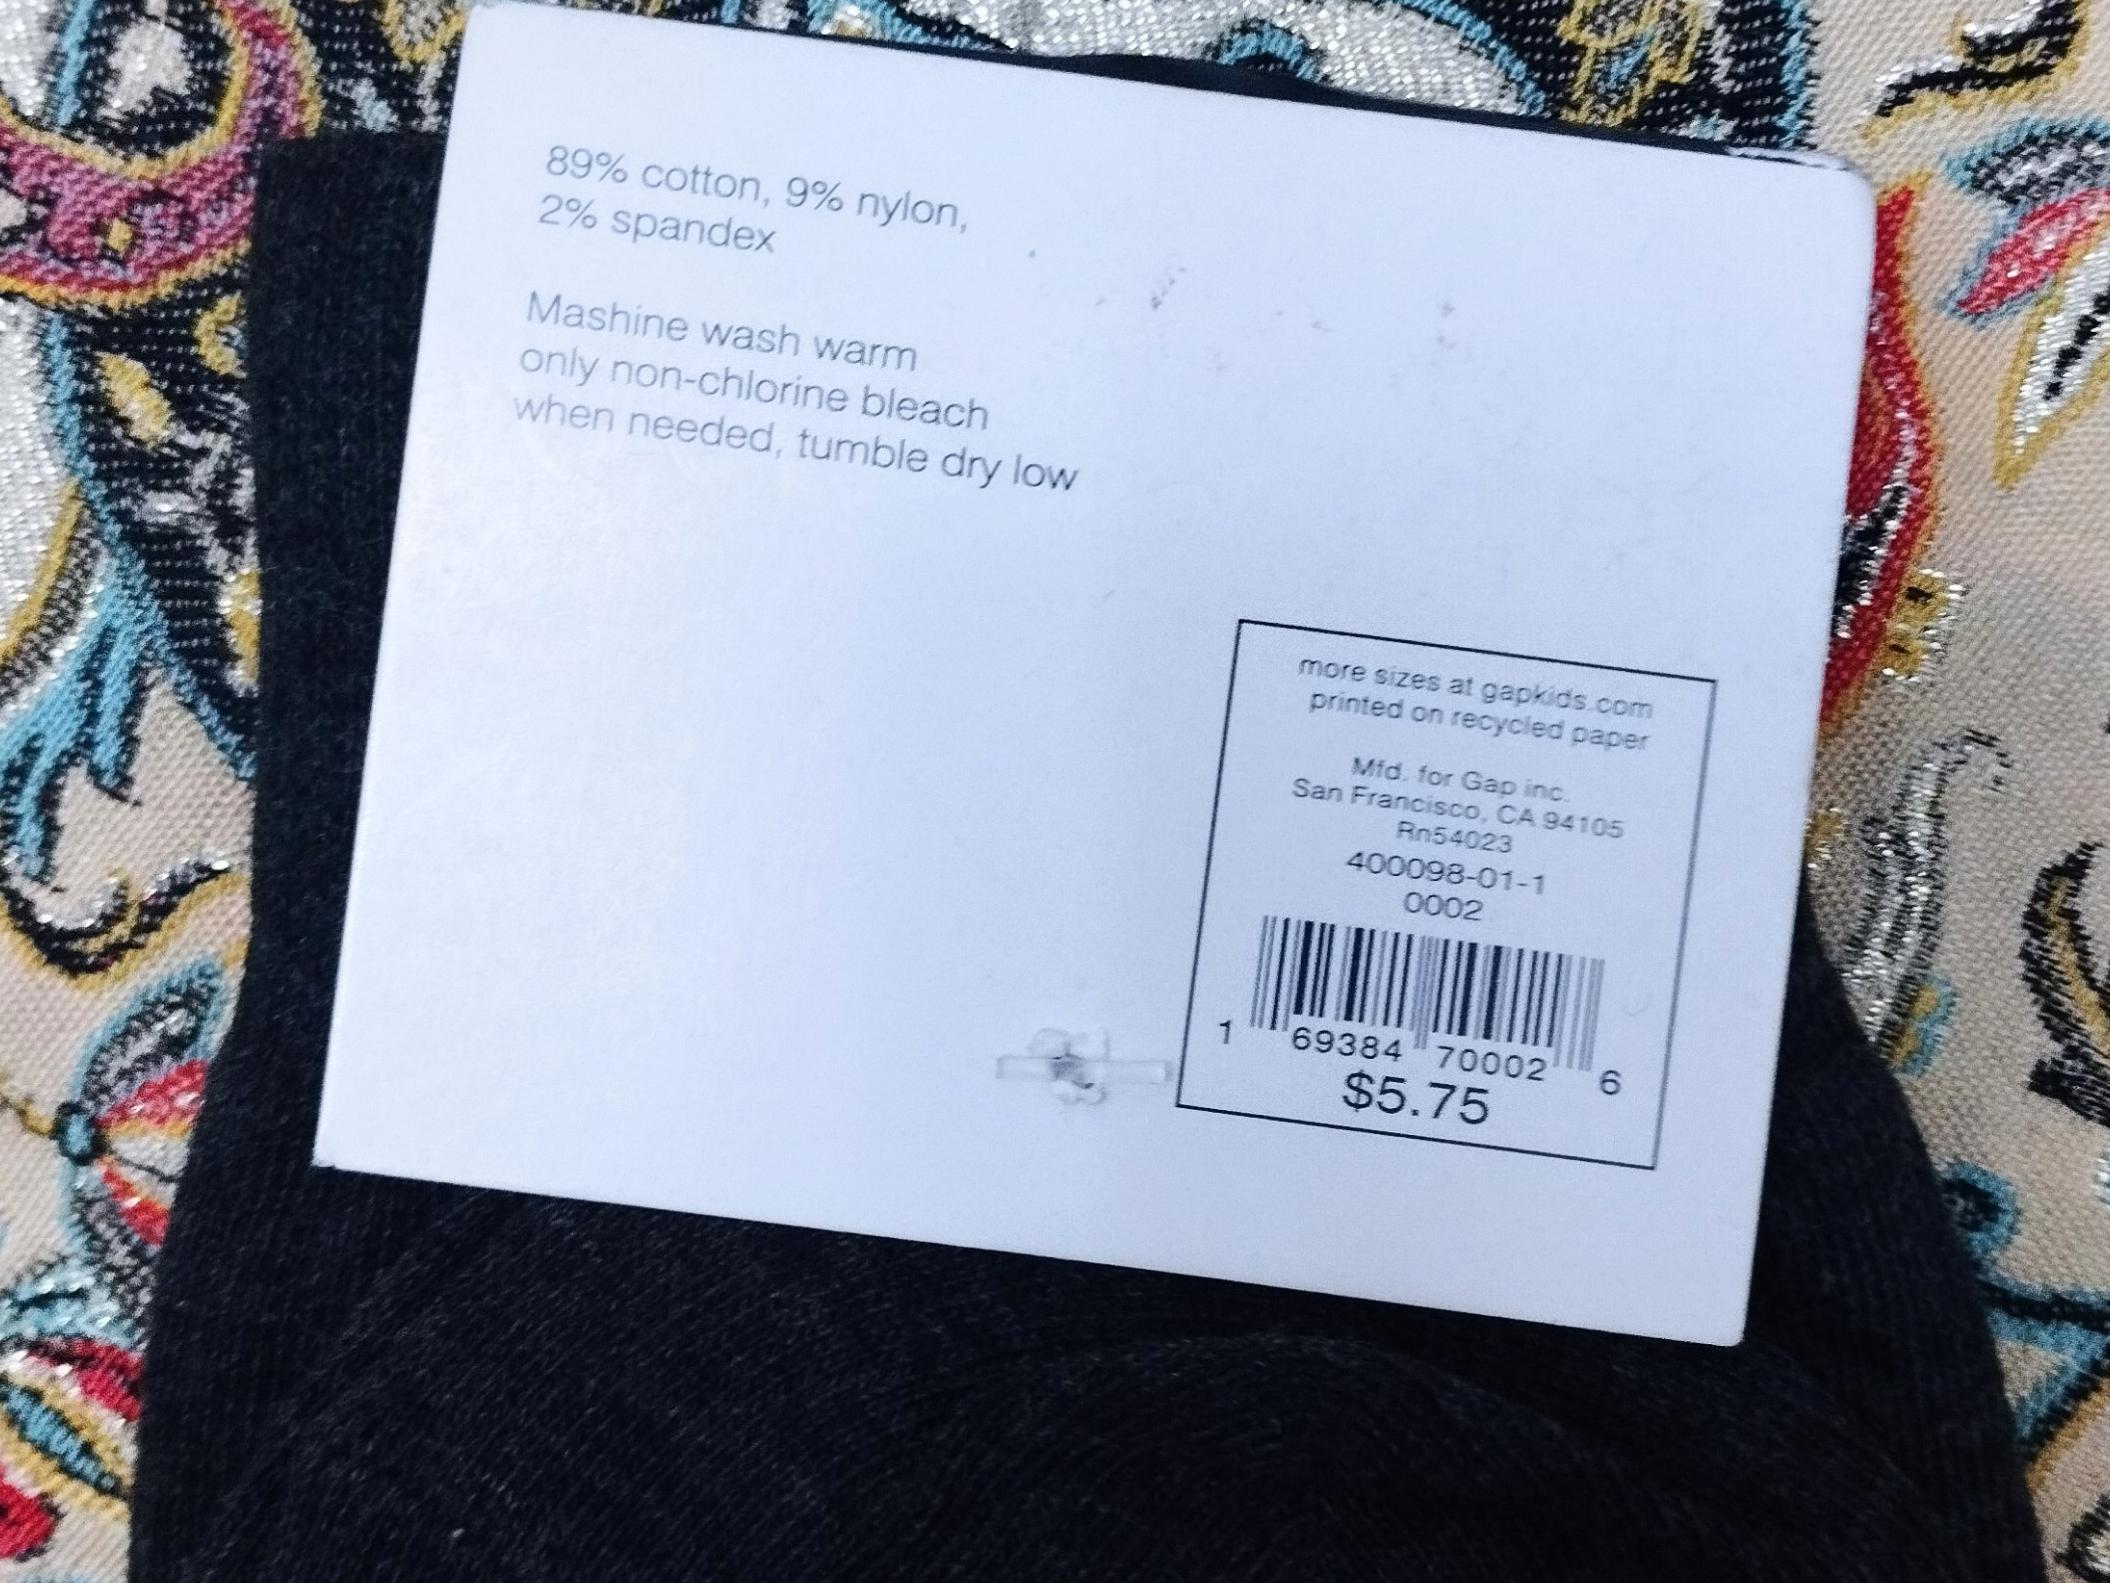 89% cotton, 9% nylon,
2% spandex
Mashine wash warm
only non-chlorine bleach
when needed, tumble dry low
more sizes at gapkids.com
printed on recycled paper
Mfd. for Gap inc.
San Francisco, CA 94105
Rn54023
400098-01-1
0002
1 69384 70002 6
$5.75